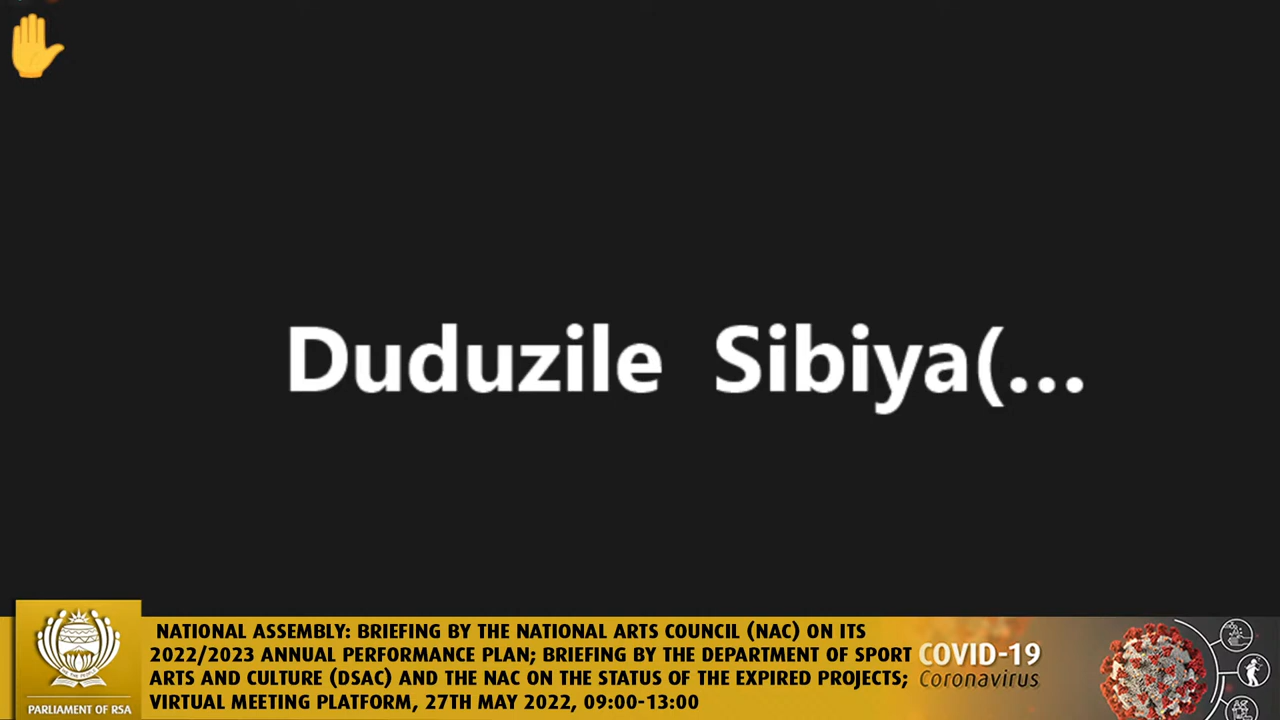 Duduzile Sibiya(...
NATIONAL ASSEMBLY: BRIEFING BY THE NATIONAL ARTS COUNCIL (NAC) ON ITS
2022/2023 ANNUAL PERFORMANCE PLAN; BRIEFING BY THE DEPARTMENT OF SPORT
ARTS AND CULTURE (DSAC) AND THE NAC ON THE STATUS OF THE EXPIRED PROJECTS;
VIRTUAL MEETING PLATFORM, 27TH MAY 2022, 09:00-13:00
COVID-19
Coronavirus
PARLIAMENT OF RSA